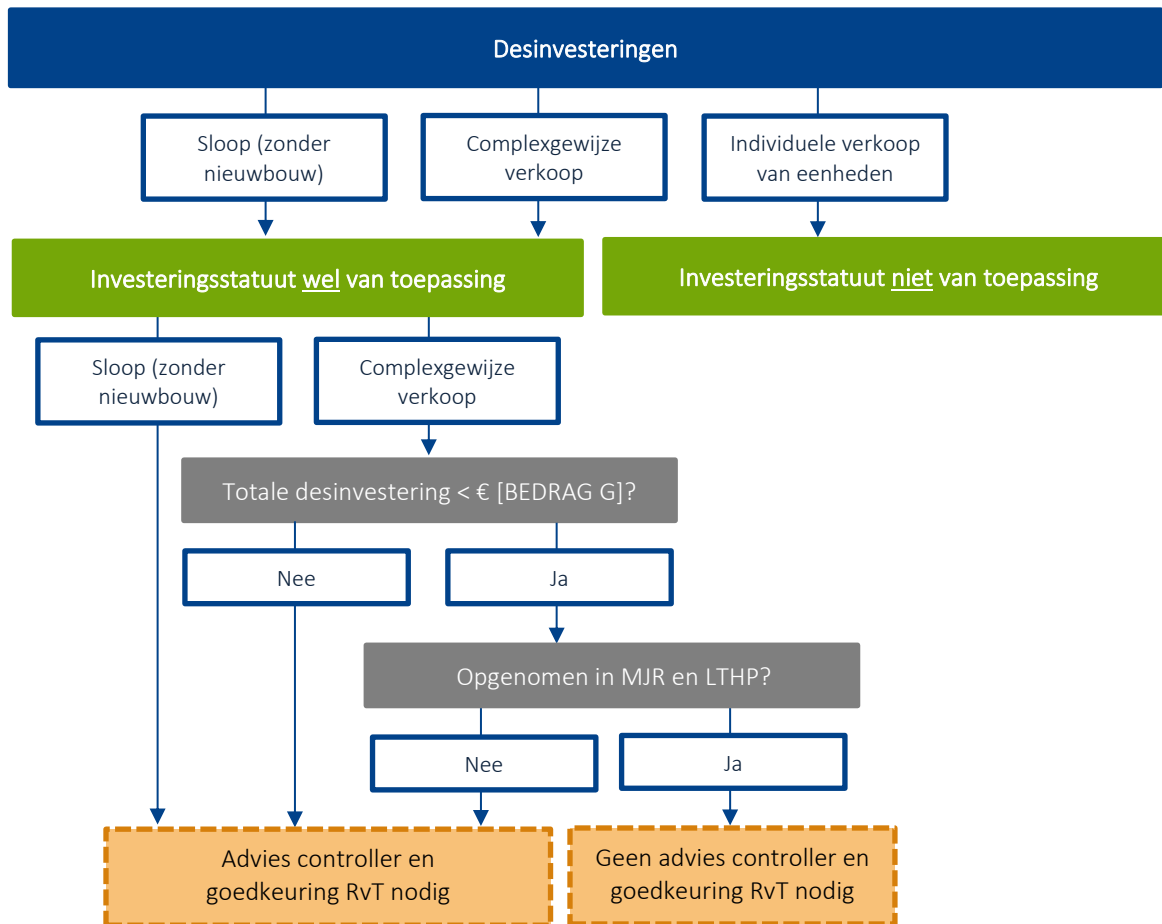 Desinvesteringen
Sloop (zonder
nieuwbouw)
Complexgewijze
verkoop
Individuele verkoop
van eenheden
Investeringsstatuut wel van toepassing
Investeringsstatuut niet van toepassing
Sloop (zonder
nieuwbouw)
Complexgewijze
verkoop
Totale desinvestering < € [BEDRAG G]?
Nee
Ja
Opgenomen in MJR en LTHP?
Nee
Ja
Advies controller en
goedkeuring RvT nodig
Geen advies controller en
goedkeuring RvT nodig